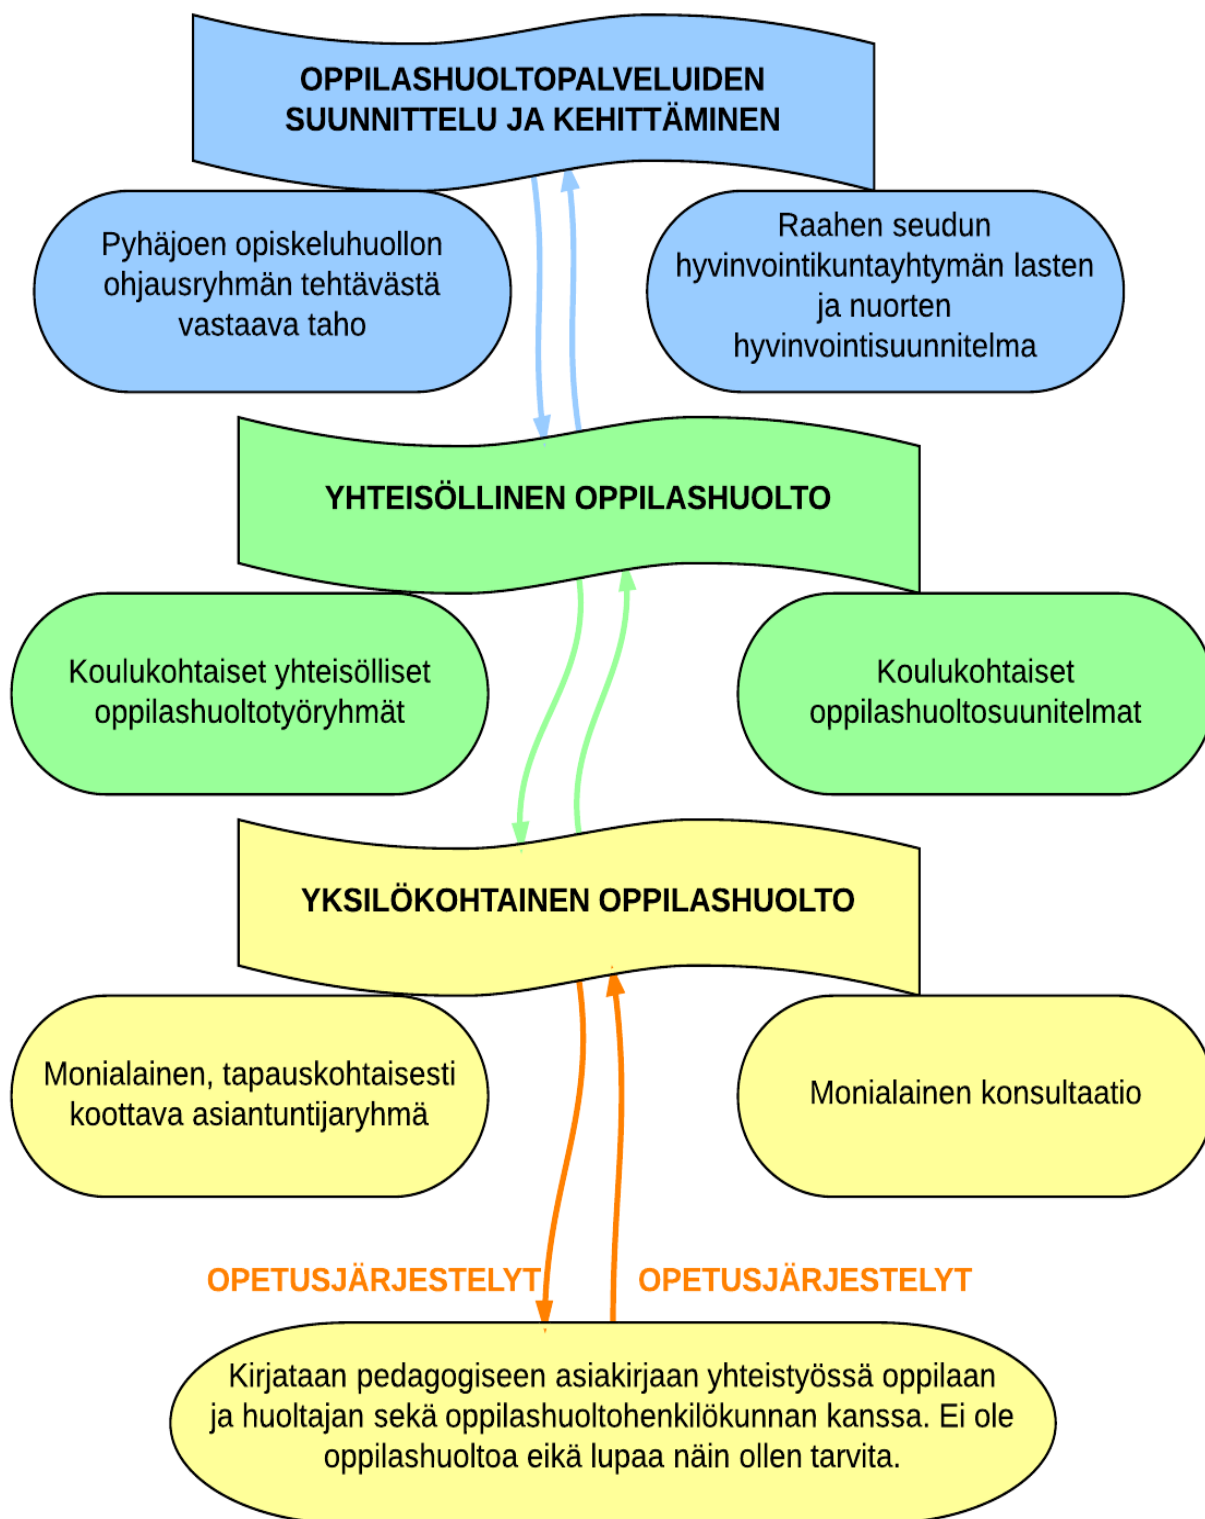 OPPILASHUOLTOPALVELUIDEN
SUUNNITTELU JA KEHITTÄMINEN
Pyhäjoen opiskeluhuollon
ohjausryhmän tehtävästä
vastaava taho
Raahen seudun
hyvinvointikuntayhtymän lasten
ja nuorten
hyvinvointisuunnitelma
YHTEISÖLLINEN OPPILASHUOLTO
Koulukohtaiset yhteisölliset
oppilashuoltotyöryhmät
Koulukohtaiset
oppilashuoltosuunitelmat
YKSILÖKOHTAINEN OPPILASHUOLTO
Monialainen, tapauskohtaisesti
koottava asiantuntijaryhmä
Monialainen konsultaatio
OPETUSJÄRJESTELYT
OPETUSJÄRJESTELYT
Kirjataan pedagogiseen asiakirjaan yhteistyössä oppilaan
ja huoltajan sekä oppilashuoltohenkilökunnan kanssa. Ei ole
oppilashuoltoa eikä lupaa näin ollen tarvita.